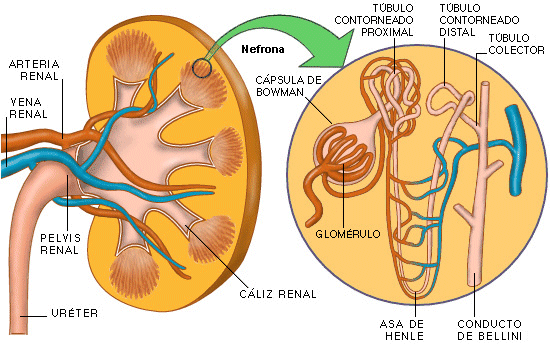 Nefrona
ARTERIA
RENAL
VENA
RENAL
PELVIS
RENAL
URÉTER
CÁLIZ RENAL
TÚBULO
CONTORNEADO
PROXIMAL
TÚBULO
CONTORNEADO
DISTAL
TÚBULO
COLECTOR
CÁPSULA DE
BOWMAN
GLOMÉRULO
ASA DE
HENLE
CONDUCTO
DE BELLINI